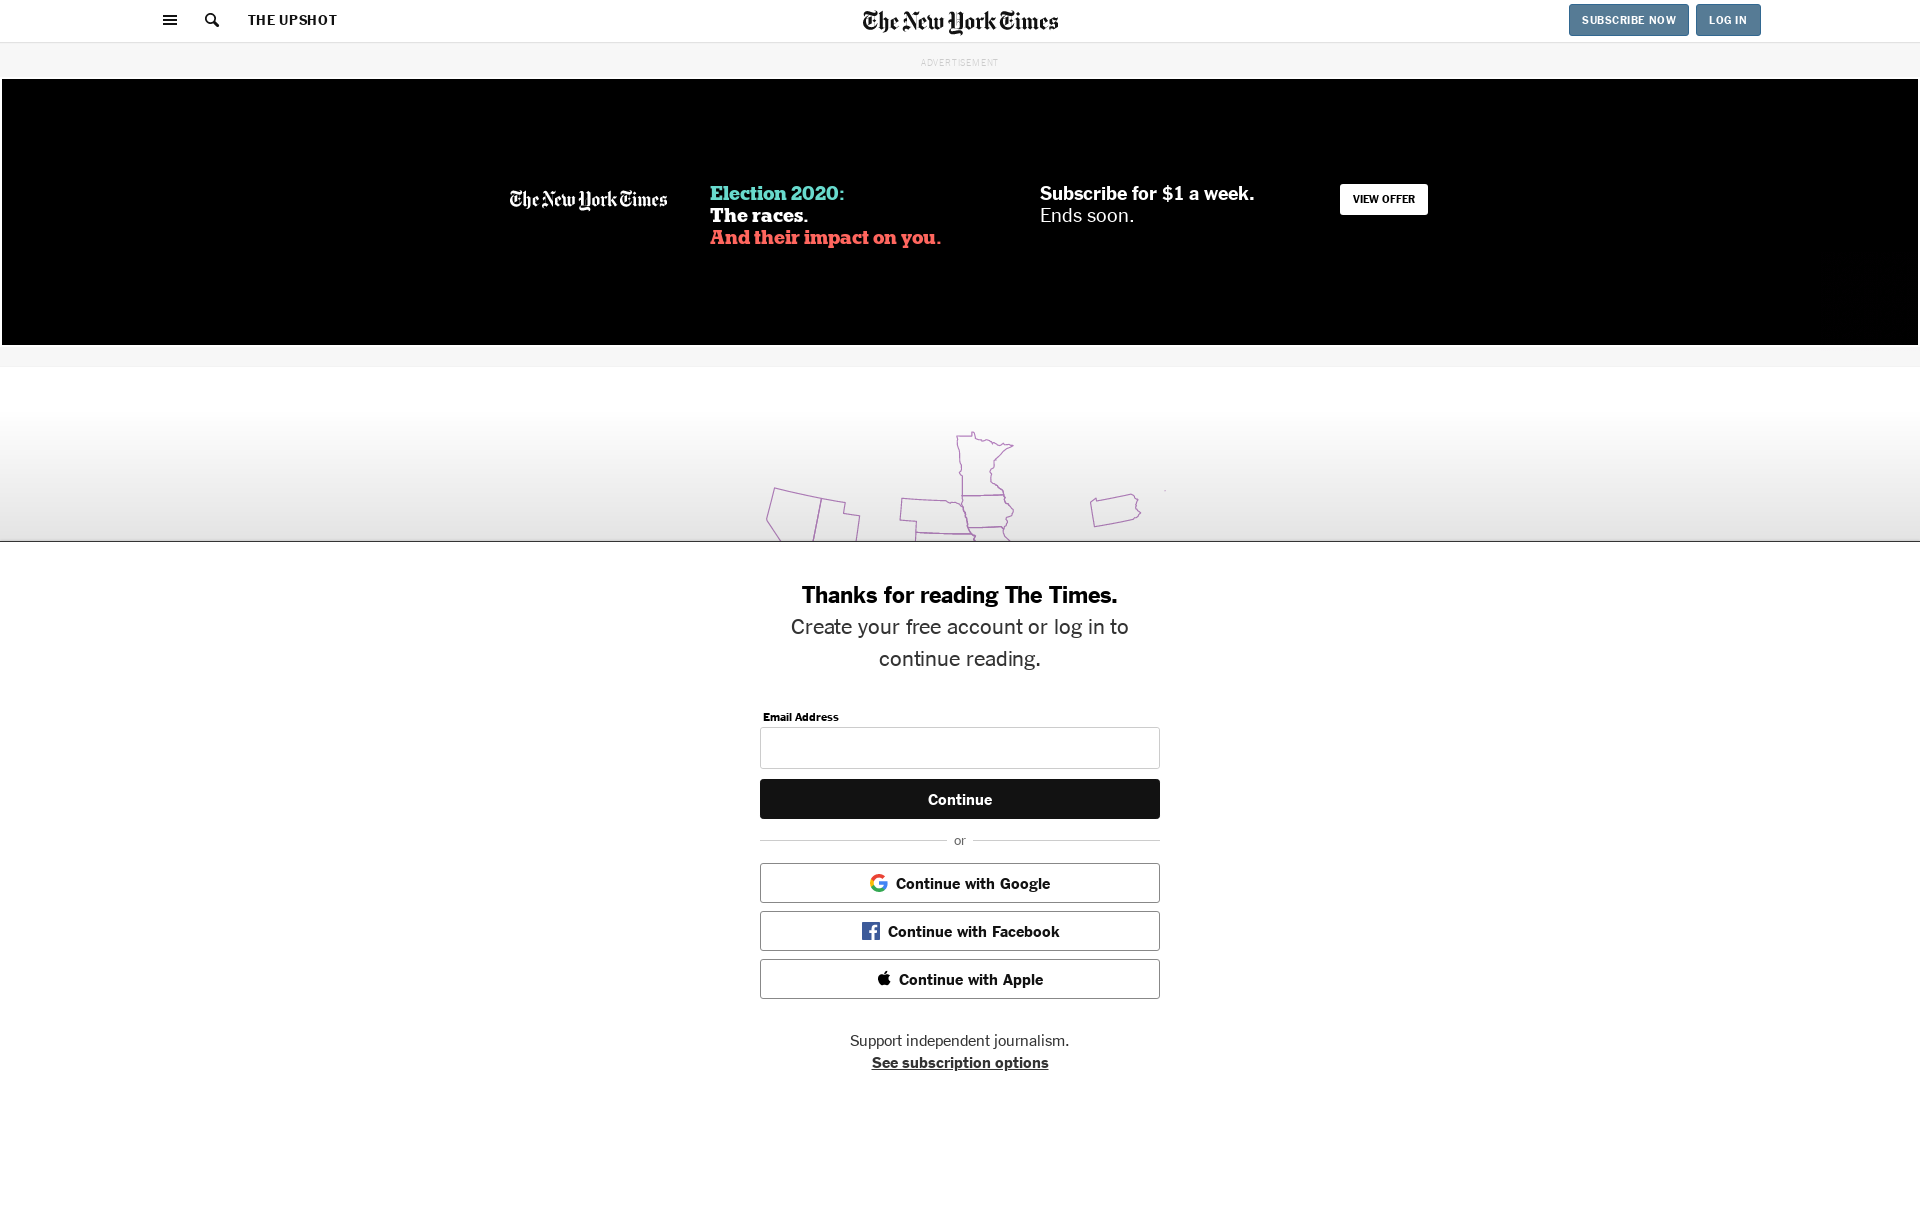 THE UPSHOT
The New York Times
SUBSCRIBE NOW
LOG IN
ADVERTISEMENT
The New York Times
Election 2020:
The races.
And their impact on you.
Subscribe for $1 a week.
Ends soon.
VIEW OFFER
Thanks for reading The Times.
Create your free account or log in to
continue reading.
Email Address
Continue
or
Continue with Google
Continue with Facebook
Continue with Apple
Support independent journalism.
See subscription options